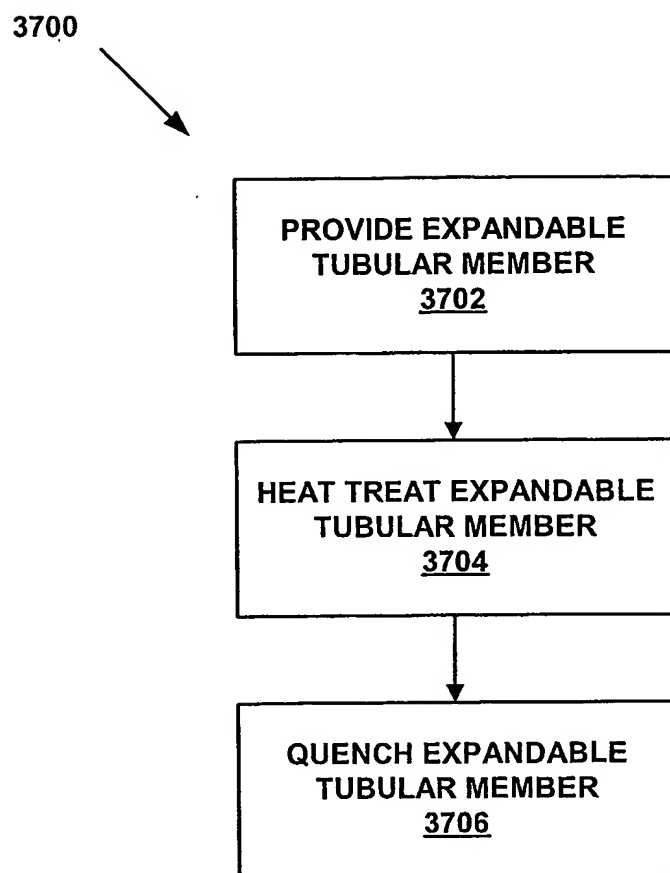 3700
PROVIDE EXPANDABLE
TUBULAR MEMBER
3702
HEAT TREAT EXPANDABLE
TUBULAR MEMBER
3704
QUENCH EXPANDABLE
TUBULAR MEMBER
3706